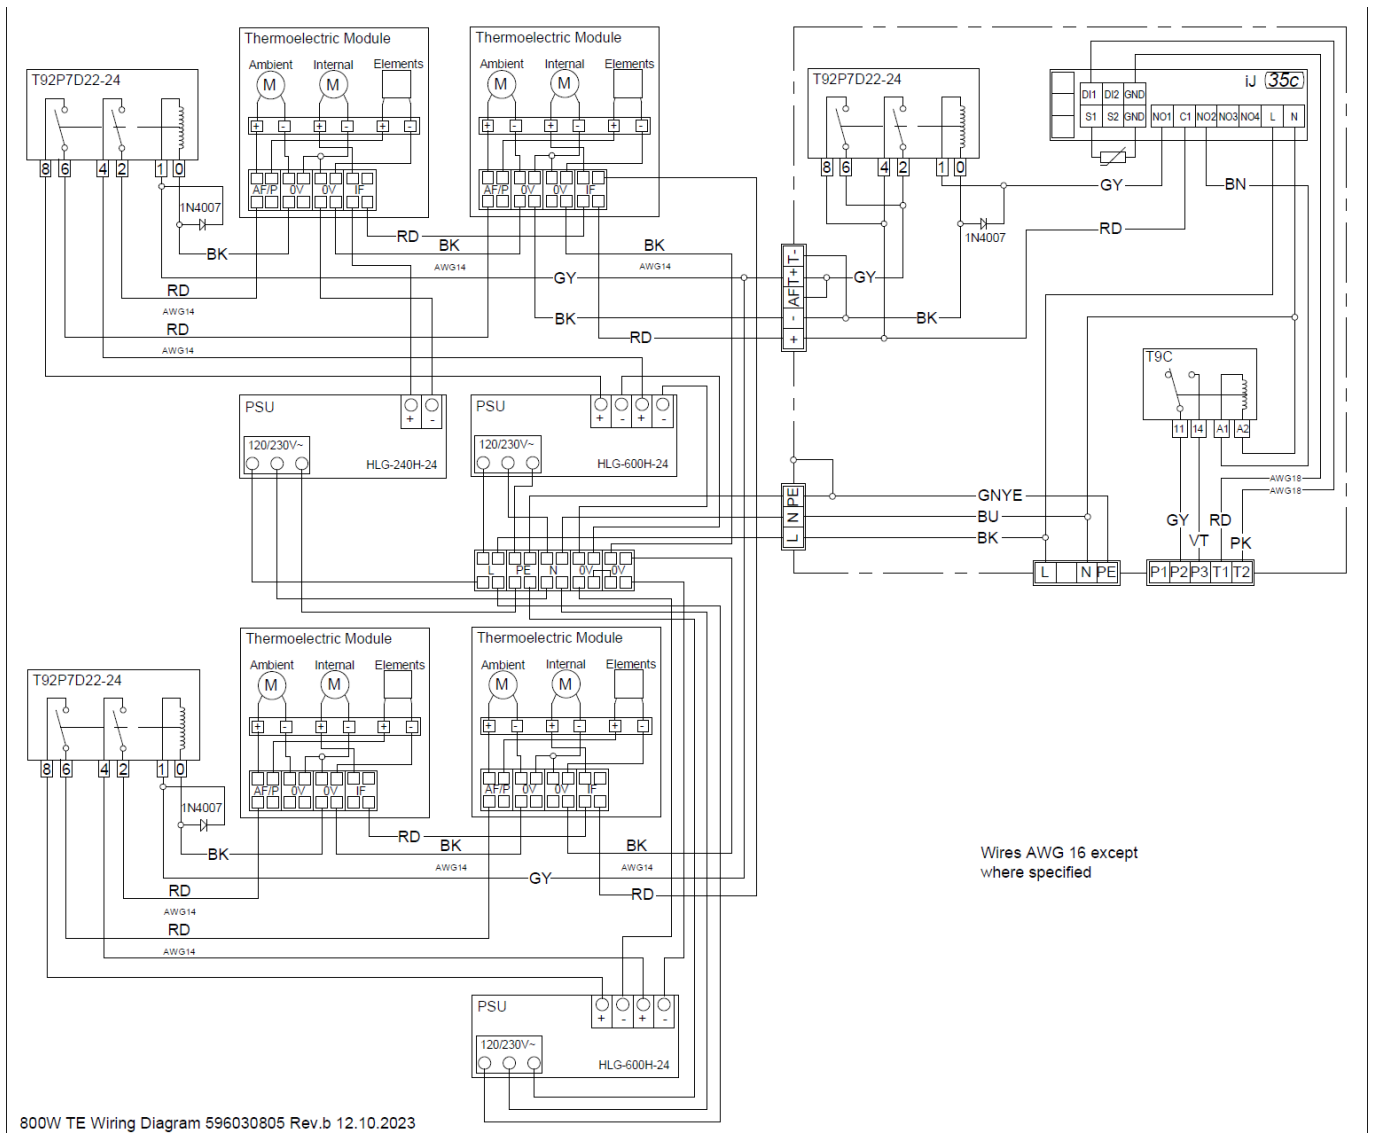 Thermoelectric Module
Ambient Internal Elements
M M
+ - + - + -
AF/P 0V 0V IF
Thermoelectric Module
Ambient Internal Elements
M M
+ - + - + -
AF/P 0V 0V IF
T92P7D22-24
8 6 4 2 1 0
1N4007
BK
RD
AWG14
RD
AWG14
RD
BK
AWG14
BK
AWG14
GY
BK
RD
T92P7D22-24
8 6 4 2 1 0
1N4007
iJ 35c
DI1 DI2 GND
S1 S2 GND NO1 C1 NO2 NO3 NO4 L N
GY
BN
RD
T-
T+
AF
-
+
GY
BK
T9C
11 14 A1 A2
AWG18
AWG18
GY RD
VT PK
PSU
+ -
120/230V~
HLG-240H-24
PSU
+ - + -
120/230V~
HLG-600H-24
PE
N
L
GNYE
BU
BK
L N PE
P1 P2 P3 T1 T2
L PE N 0V 0V
Thermoelectric Module
Ambient Internal Elements
M M
+ - + - + -
AF/P 0V 0V IF
Thermoelectric Module
Ambient Internal Elements
M M
+ - + - + -
AF/P 0V 0V IF
T92P7D22-24
8 6 4 2 1 0
1N4007
BK
RD
AWG14
RD
AWG14
RD
BK
AWG14
BK
AWG14
GY
RD
Wires AWG 16 except
where specified
PSU
+ - + -
120/230V~
HLG-600H-24
800W TE Wiring Diagram 596030805 Rev.b 12.10.2023